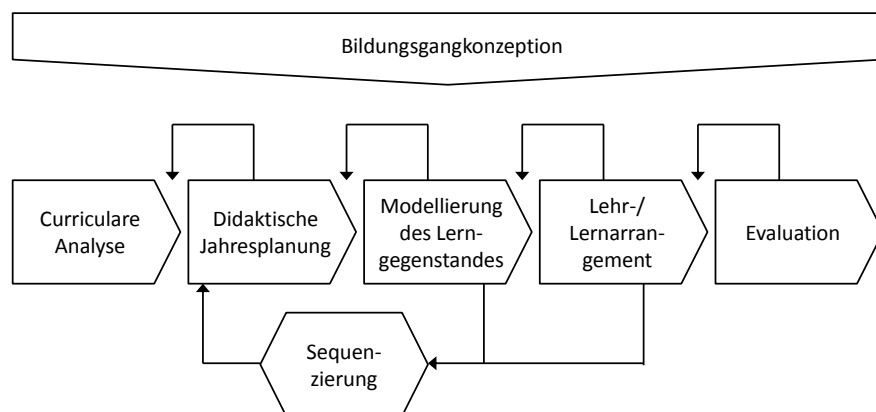 Bildungsgangkonzeption
Curriculare
Analyse
Didaktische
Jahresplanung
Modellierung
des Lern-
gegenstandes
Lehr-/
Lernarran-
gement
Evaluation
Sequen-
zierung